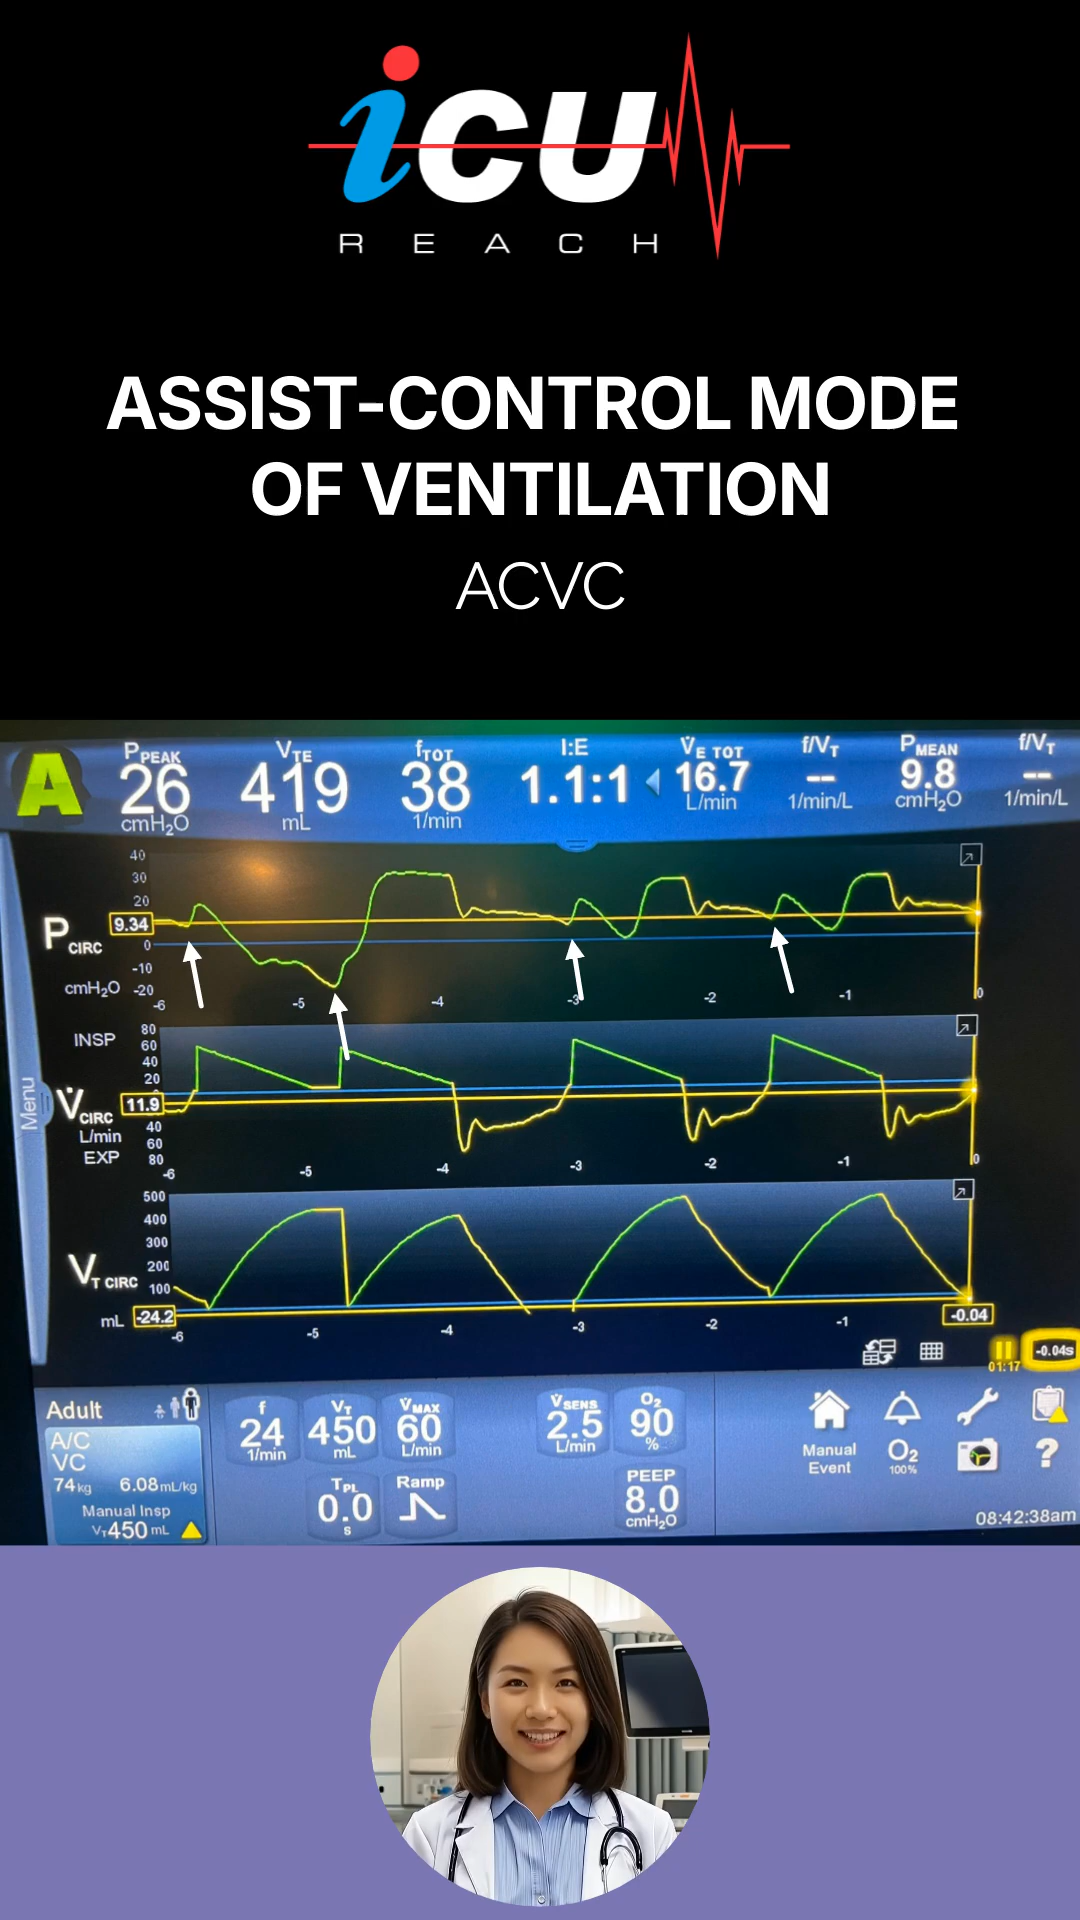 icu
REACH
ASSIST-CONTROL MODE
OF VENTILATION
ACVC
A
PPEAK
26
cmH2O
VTE
419
mL
fTOT
38
1/min
I:E
1.1:1
V̇E TOT
16.7
L/min
f/VT
--
1/min/L
PMEAN
9.8
cmH2O
f/VT
--
1/min/L
40
30
20
9.34
0
-10
-20
PCIRC
cmH2O
-6 -5 -4 -3 -2 -1 0
INSP
80
60
40
20
11.9
40
60
80
V̇CIRC
L/min
EXP
-6 -5 -4 -3 -2 -1 0
Menu
500
400
300
200
100
VT CIRC
mL
-24.2
-0.04
-6 -5 -4 -3 -2 -1
01:17
-0.04s
Adult
A/C
VC
74kg 6.08mL/kg
Manual Insp
VT450 mL
f
24
1/min
VT
450
mL
V̇MAX
60
L/min
TPL
0.0
s
Ramp
V̇SENS
2.5
L/min
O2
90
%
PEEP
8.0
cmH2O
Manual
Event
O2
100%
?
08:42:38am